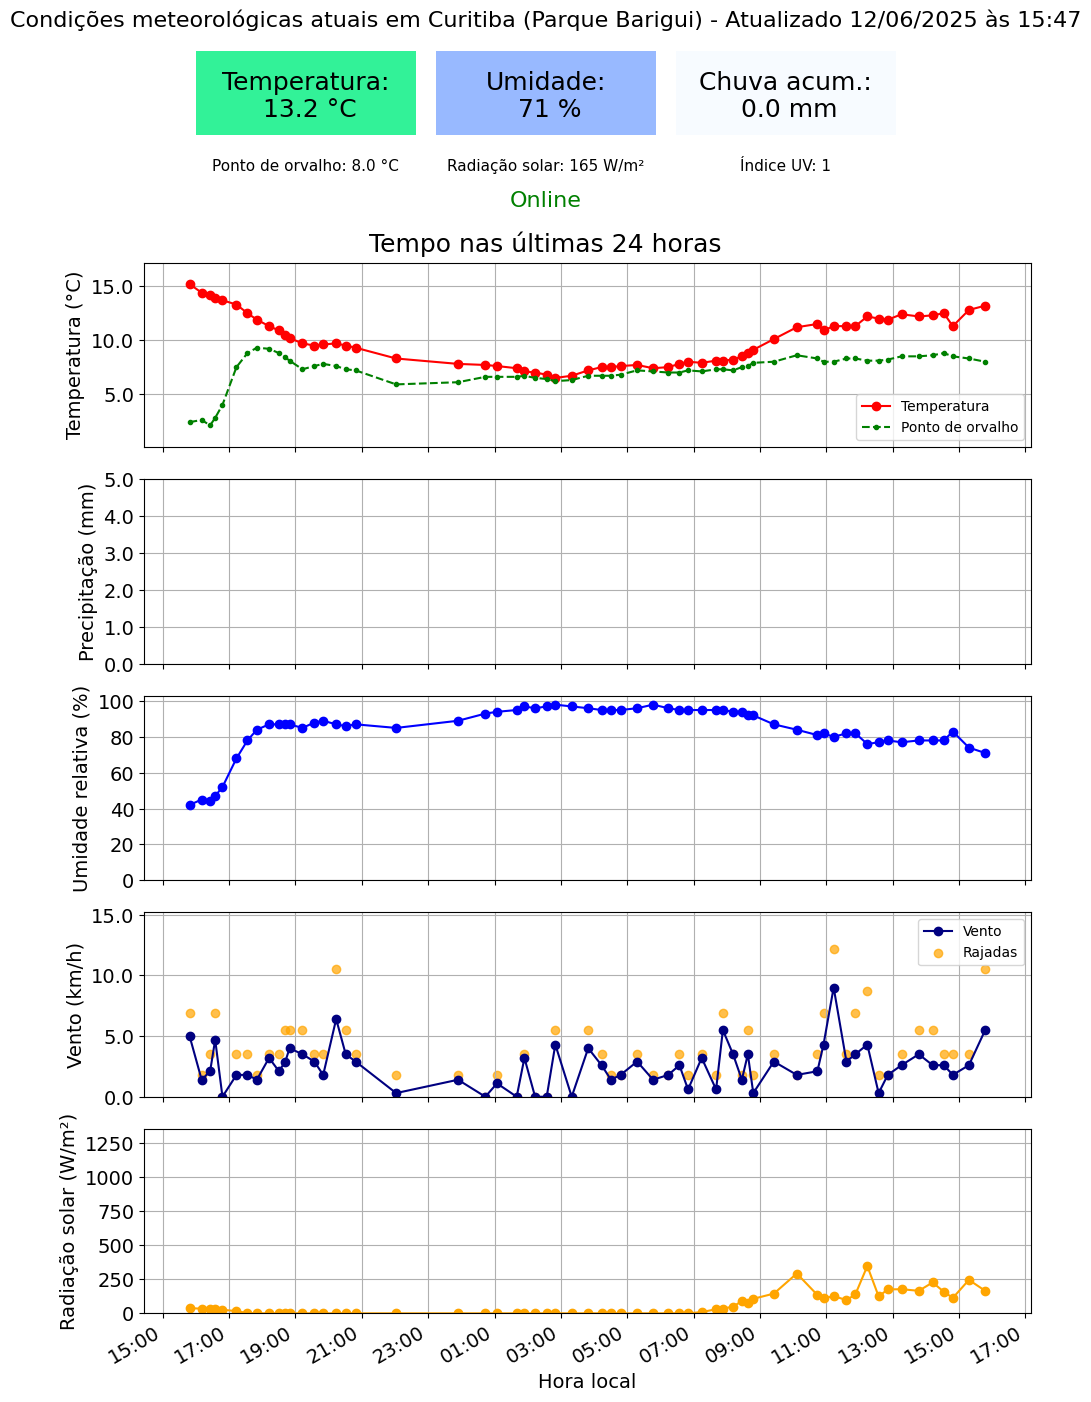 Condições meteorológicas atuais em Curitiba (Parque Barigui) - Atualizado 12/06/2025 às 15:47
Temperatura:
13.2 °C
Umidade:
71 %
Chuva acum.:
0.0 mm
Ponto de orvalho: 8.0 °C
Radiação solar: 165 W/m²
Índice UV: 1
Online
Tempo nas últimas 24 horas
Temperatura (°C)
15.0
10.0
5.0
Temperatura
Ponto de orvalho
Precipitação (mm)
5.0
4.0
3.0
2.0
1.0
0.0
Umidade relativa (%)
100
80
60
40
20
0
Vento (km/h)
15.0
10.0
5.0
0.0
Vento
Rajadas
Radiação solar (W/m²)
1250
1000
750
500
250
0
15:00
17:00
19:00
21:00
23:00
01:00
03:00
05:00
07:00
09:00
11:00
13:00
15:00
17:00
Hora local